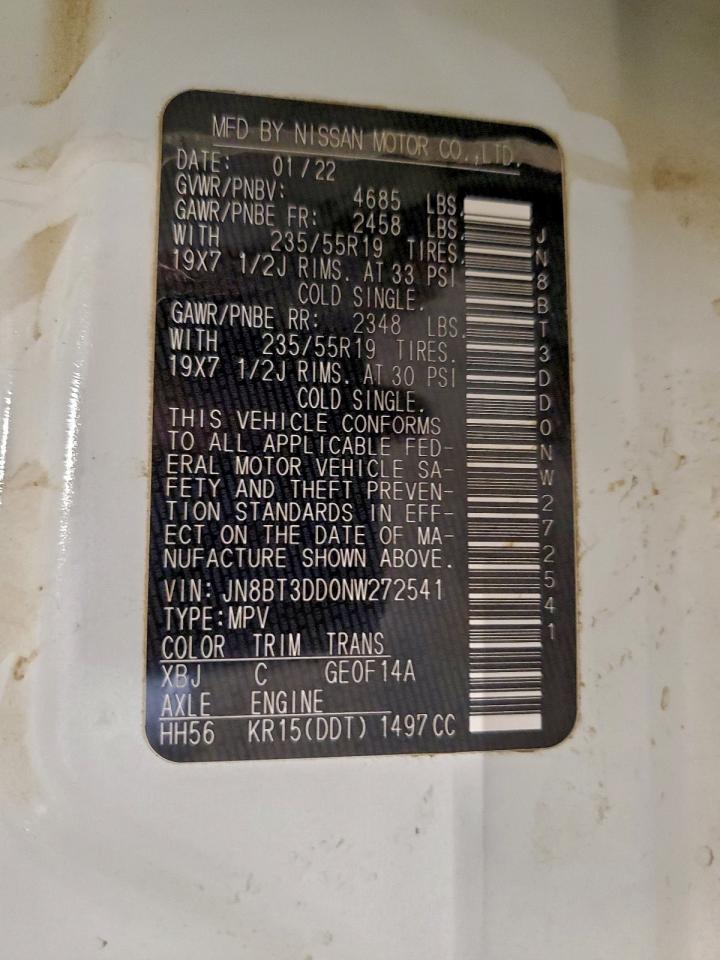 MFD BY NISSAN MOTOR CO.,LTD.
DATE: 01/22
GVWR/PNBV: 4685 LBS.
GAWR/PNBE FR: 2458 LBS.
WITH 235/55R19 TIRES.
19X7 1/2J RIMS. AT 33 PSI
COLD SINGLE.
GAWR/PNBE RR: 2348 LBS.
WITH 235/55R19 TIRES.
19X7 1/2J RIMS. AT 30 PSI
COLD SINGLE.
THIS VEHICLE CONFORMS
TO ALL APPLICABLE FED-
ERAL MOTOR VEHICLE SA-
FETY AND THEFT PREVEN-
TION STANDARDS IN EFF-
ECT ON THE DATE OF MA-
NUFACTURE SHOWN ABOVE.
VIN: JN8BT3DD0NW272541
TYPE:MPV
COLOR TRIM TRANS
XBJ C GE0F14A
AXLE ENGINE
HH56 KR15(DDT) 1497CC
JN8BT3DD0NW272541